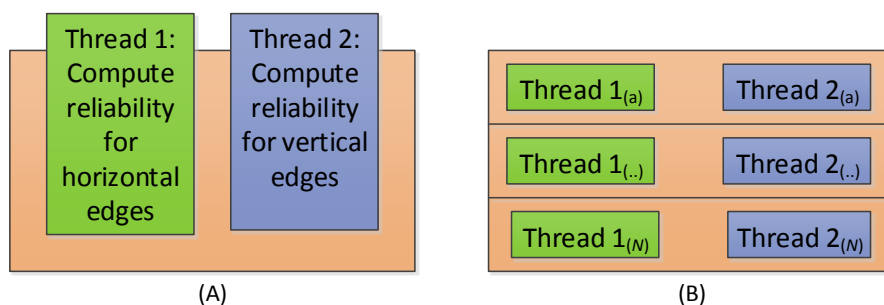 Thread 1:
Compute
reliability
for
horizontal
edges
Thread 2:
Compute
reliability
for vertical
edges
(A)
Thread 1(a)
Thread 2(a)
Thread 1(..)
Thread 2(..)
Thread 1(N)
Thread 2(N)
(B)